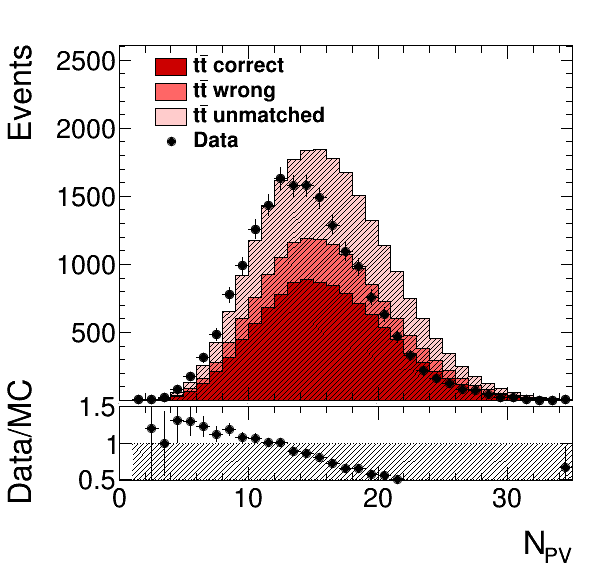 Events
2500
2000
1500
1000
500
tt̄ correct
tt̄ wrong
tt̄ unmatched
Data
Data/MC
1.5
1
0.5
0 10 20 30
N_PV